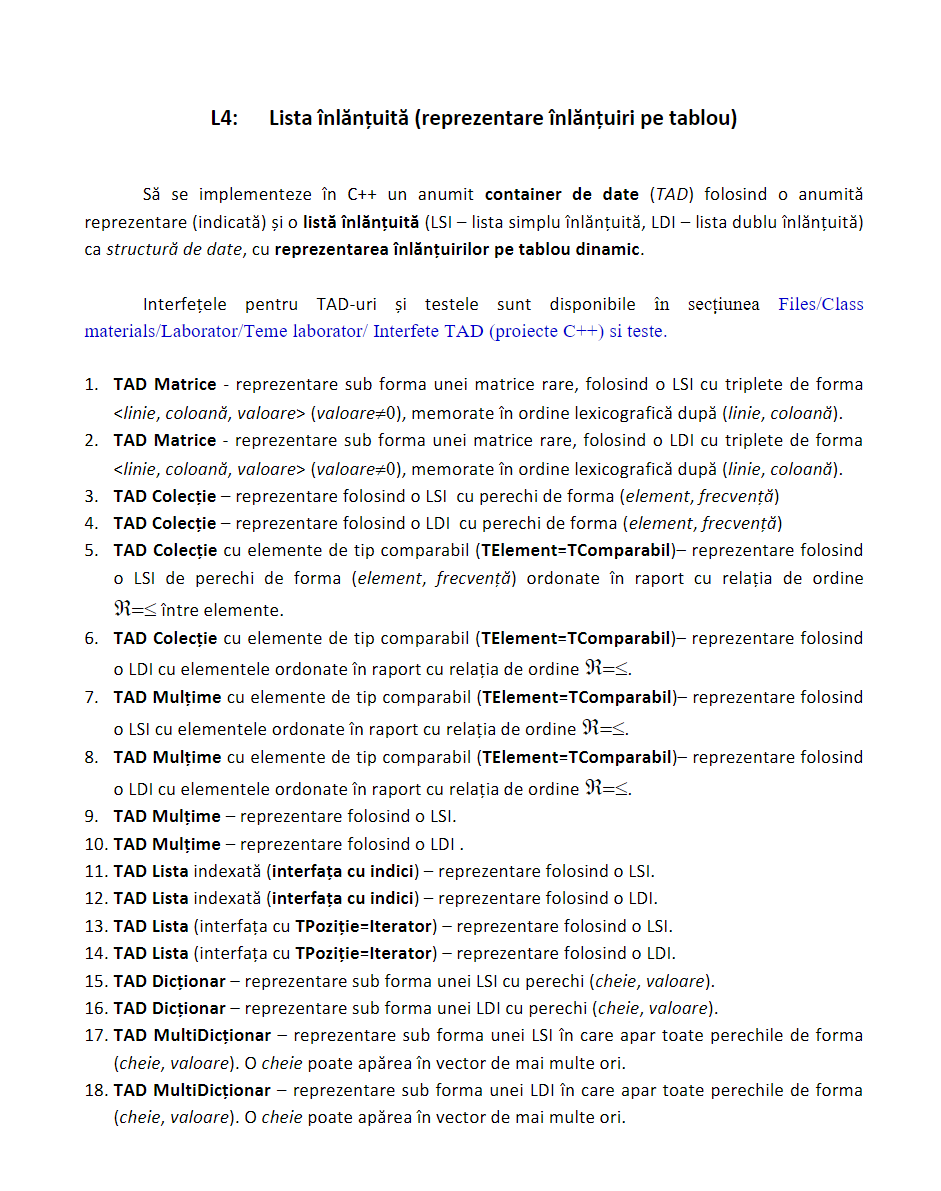 L4: Lista înlănțuită (reprezentare înlănțuiri pe tablou)
Să se implementeze în C++ un anumit container de date (TAD) folosind o anumită
reprezentare (indicată) și o listă înlănțuită (LSI – lista simplu înlănțuită, LDI – lista dublu înlănțuită)
ca structură de date, cu reprezentarea înlănțuirilor pe tablou dinamic.
Interfețele pentru TAD-uri și testele sunt disponibile în secțiunea Files/Class
materials/Laborator/Teme laborator/ Interfete TAD (proiecte C++) si teste.
1. TAD Matrice - reprezentare sub forma unei matrice rare, folosind o LSI cu triplete de forma
<linie, coloană, valoare> (valoare≠0), memorate în ordine lexicografică după (linie, coloană).
2. TAD Matrice - reprezentare sub forma unei matrice rare, folosind o LDI cu triplete de forma
<linie, coloană, valoare> (valoare≠0), memorate în ordine lexicografică după (linie, coloană).
3. TAD Colecție – reprezentare folosind o LSI cu perechi de forma (element, frecvență)
4. TAD Colecție – reprezentare folosind o LDI cu perechi de forma (element, frecvență)
5. TAD Colecție cu elemente de tip comparabil (TElement=TComparabil)– reprezentare folosind
o LSI de perechi de forma (element, frecvență) ordonate în raport cu relația de ordine
ℜ=≤ între elemente.
6. TAD Colecție cu elemente de tip comparabil (TElement=TComparabil)– reprezentare folosind
o LDI cu elementele ordonate în raport cu relația de ordine ℜ=≤.
7. TAD Mulțime cu elemente de tip comparabil (TElement=TComparabil)– reprezentare folosind
o LSI cu elementele ordonate în raport cu relația de ordine ℜ=≤.
8. TAD Mulțime cu elemente de tip comparabil (TElement=TComparabil)– reprezentare folosind
o LDI cu elementele ordonate în raport cu relația de ordine ℜ=≤.
9. TAD Mulțime – reprezentare folosind o LSI.
10. TAD Mulțime – reprezentare folosind o LDI .
11. TAD Lista indexată (interfața cu indici) – reprezentare folosind o LSI.
12. TAD Lista indexată (interfața cu indici) – reprezentare folosind o LDI.
13. TAD Lista (interfața cu TPoziție=Iterator) – reprezentare folosind o LSI.
14. TAD Lista (interfața cu TPoziție=Iterator) – reprezentare folosind o LDI.
15. TAD Dicționar – reprezentare sub forma unei LSI cu perechi (cheie, valoare).
16. TAD Dicționar – reprezentare sub forma unei LDI cu perechi (cheie, valoare).
17. TAD MultiDicționar – reprezentare sub forma unei LSI în care apar toate perechile de forma
(cheie, valoare). O cheie poate apărea în vector de mai multe ori.
18. TAD MultiDicționar – reprezentare sub forma unei LDI în care apar toate perechile de forma
(cheie, valoare). O cheie poate apărea în vector de mai multe ori.